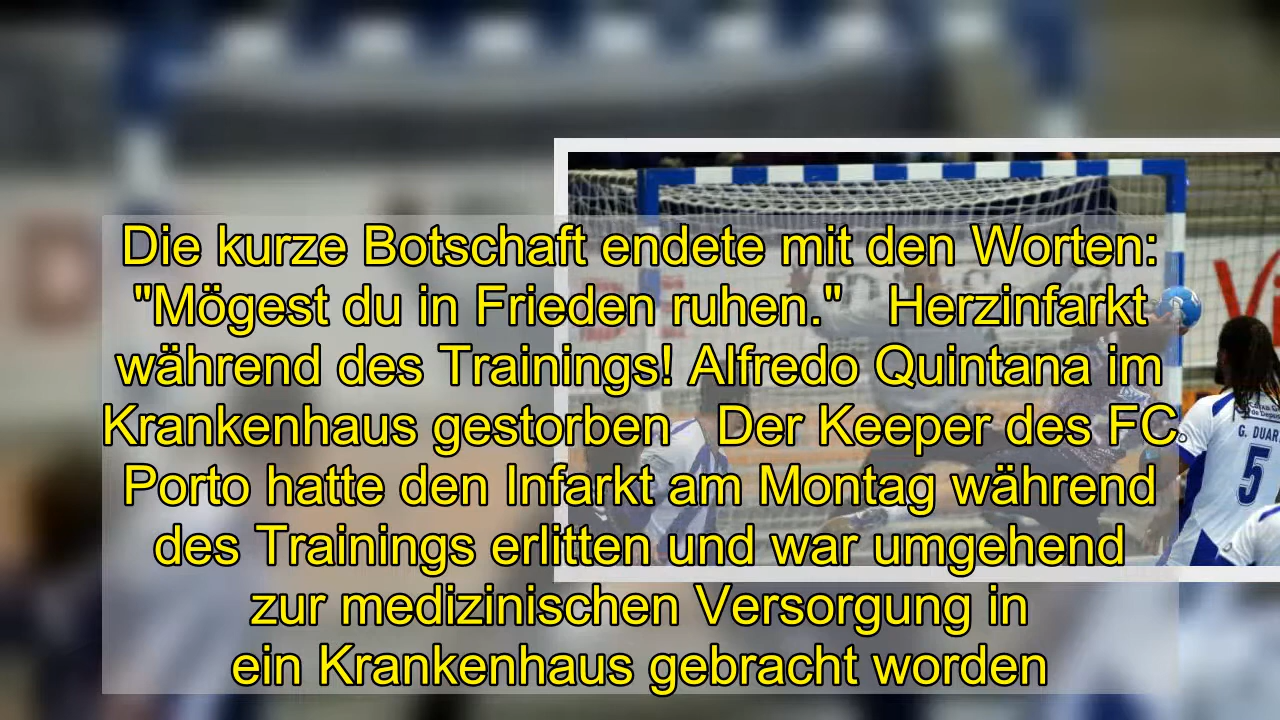 Die kurze Botschaft endete mit den Worten:
"Mögest du in Frieden ruhen."   Herzinfarkt
während des Trainings! Alfredo Quintana im
Krankenhaus gestorben   Der Keeper des FC
Porto hatte den Infarkt am Montag während
des Trainings erlitten und war umgehend
zur medizinischen Versorgung in
ein Krankenhaus gebracht worden
G. DUAR
5